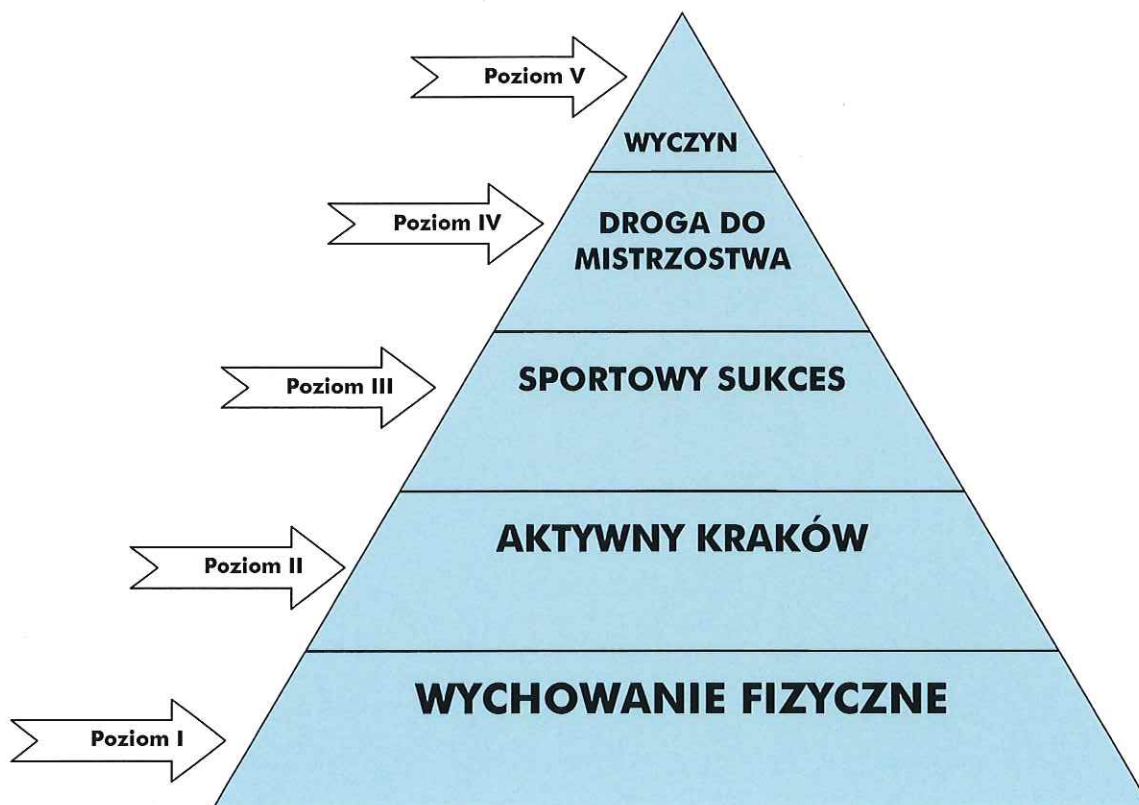 Poziom V
WYCZYN
Poziom IV
DROGA DO
MISTRZOSTWA
Poziom III
SPORTOWY SUKCES
Poziom II
AKTYWNY KRAKÓW
Poziom I
WYCHOWANIE FIZYCZNE